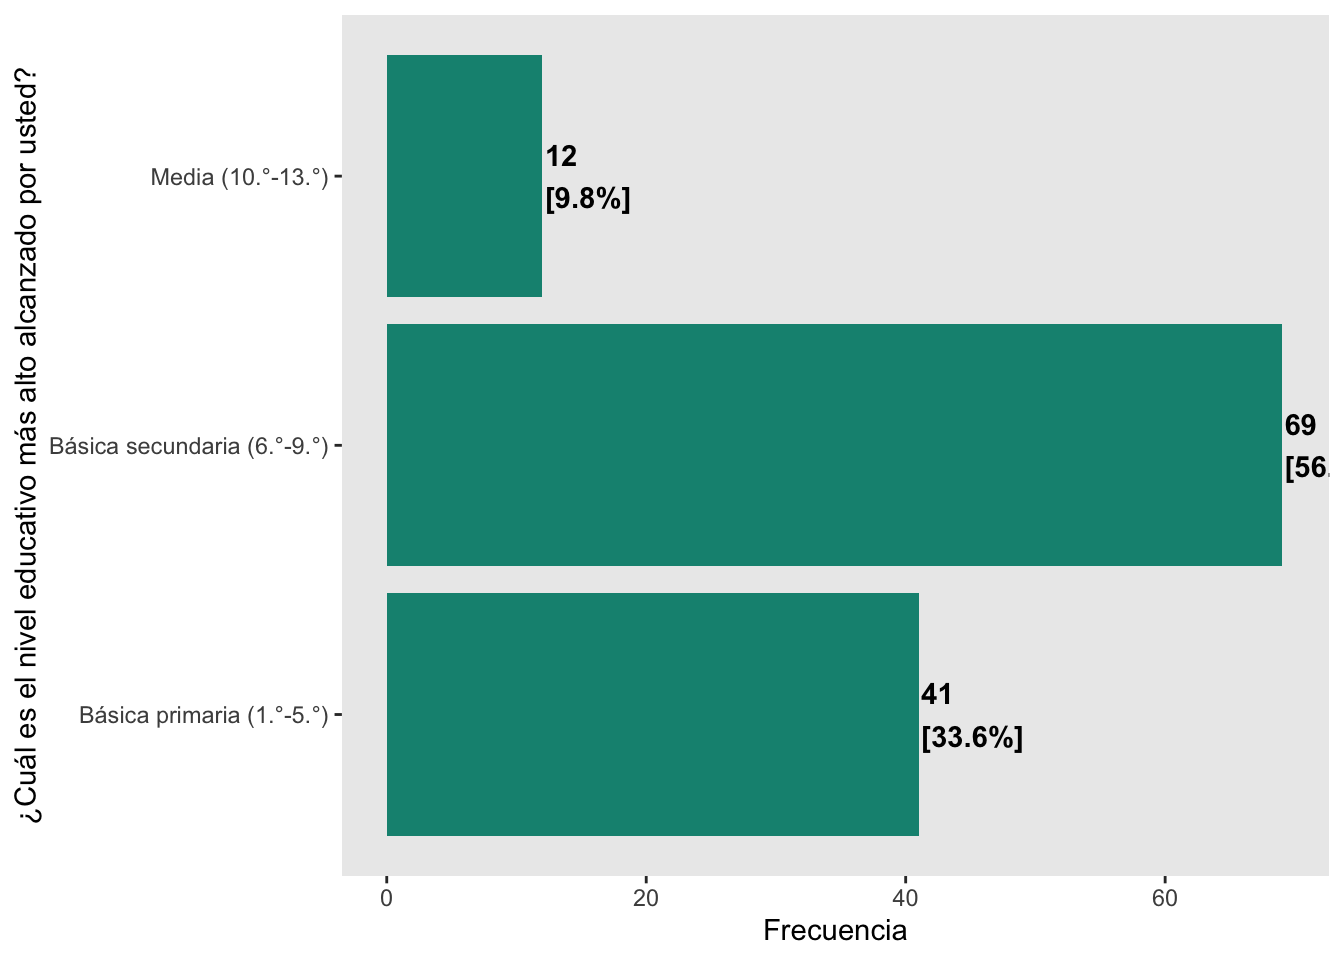 ¿Cuál es el nivel educativo más alto alcanzado por usted?
Media (10.°-13.°)
12
[9.8%]
Básica secundaria (6.°-9.°)
69
[56.
Básica primaria (1.°-5.°)
41
[33.6%]
0 20 40 60
Frecuencia